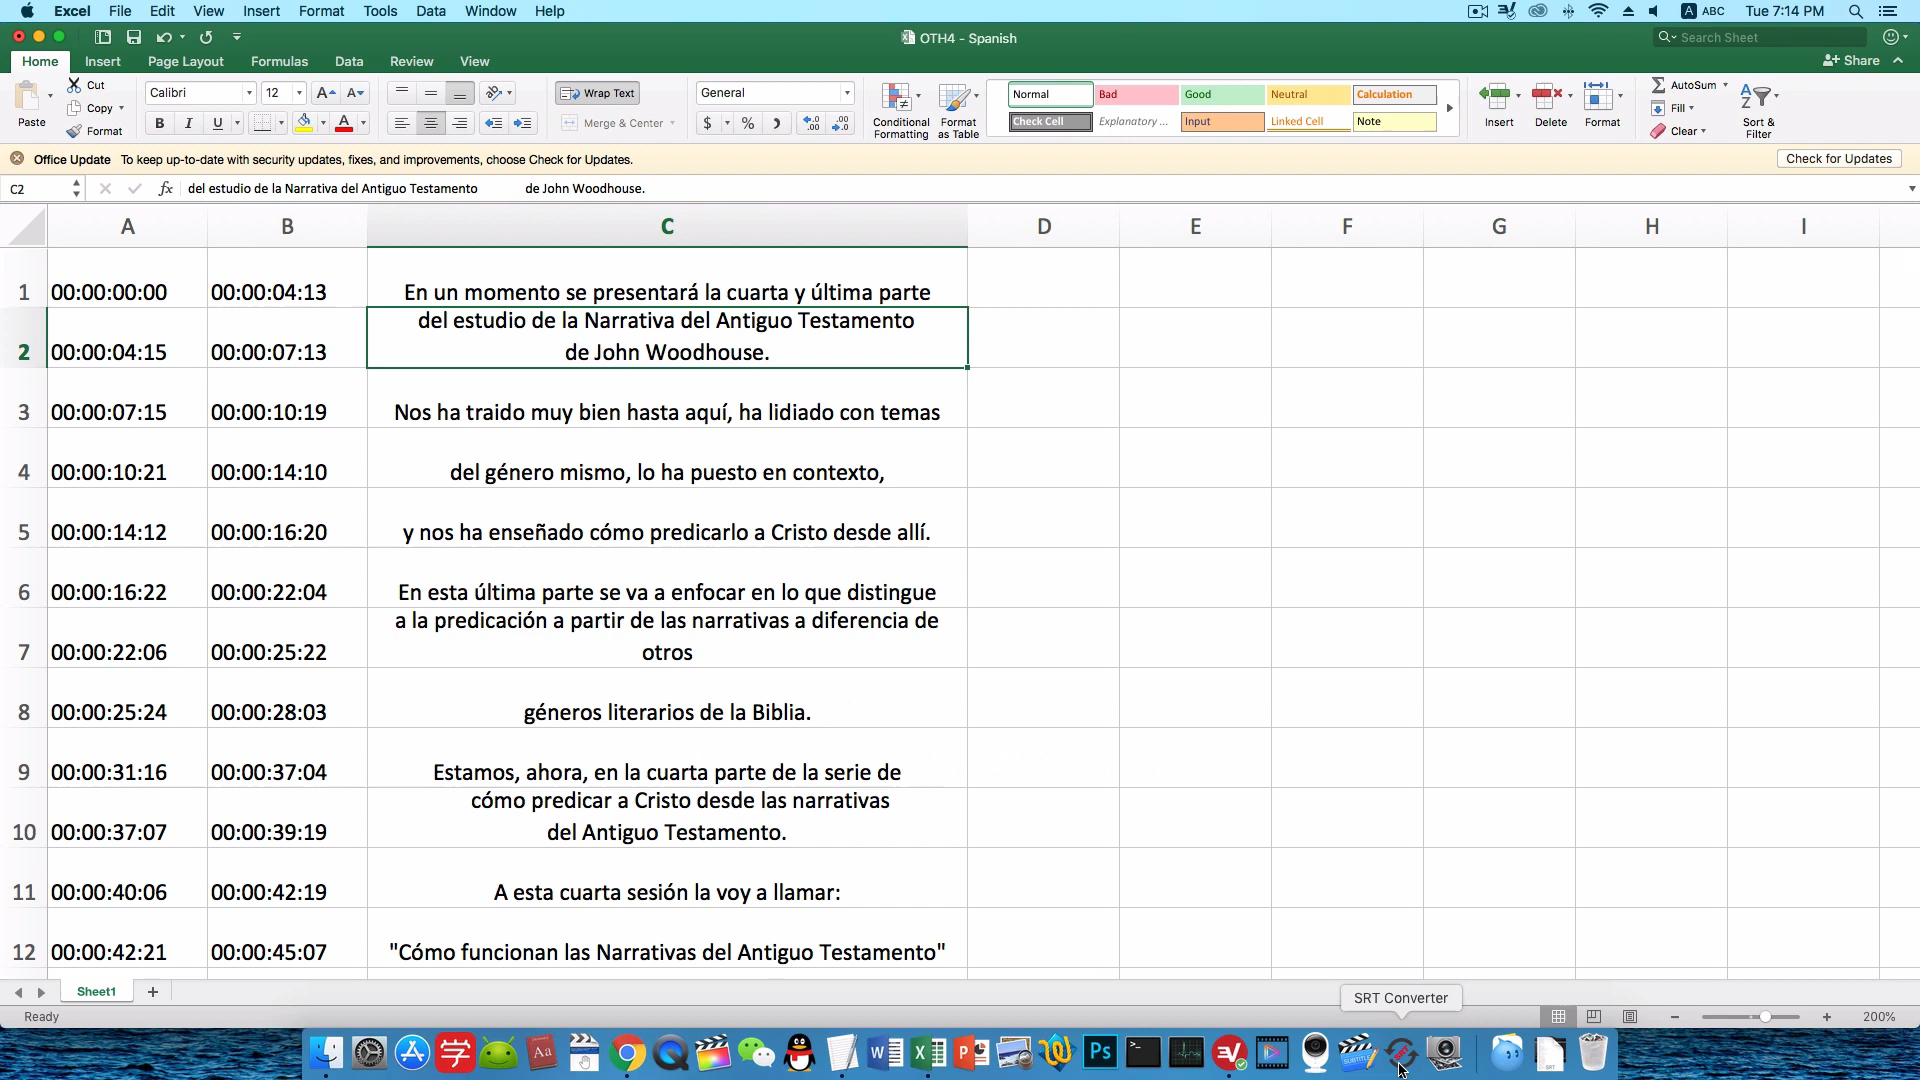 Excel File Edit View Insert Format Tools Data Window Help ABC Tue 7:14 PM
OTH4 - Spanish Search Sheet
Home Insert Page Layout Formulas Data Review View Share
Paste Cut Copy Format
Calibri 12
B I U
Wrap Text
Merge & Center
General
$ %
Conditional Formatting
Format as Table
Normal Bad Good Neutral Calculation
Check Cell Explanatory ... Input Linked Cell Note
Insert Delete Format
AutoSum
Fill
Clear
Sort & Filter
Office Update To keep up-to-date with security updates, fixes, and improvements, choose Check for Updates. Check for Updates
C2 fx del estudio de la Narrativa del Antiguo Testamento de John Woodhouse.
A B C D E F G H I
1 00:00:00:00 00:00:04:13 En un momento se presentará la cuarta y última parte
del estudio de la Narrativa del Antiguo Testamento
2 00:00:04:15 00:00:07:13 de John Woodhouse.
3 00:00:07:15 00:00:10:19 Nos ha traido muy bien hasta aquí, ha lidiado con temas
4 00:00:10:21 00:00:14:10 del género mismo, lo ha puesto en contexto,
5 00:00:14:12 00:00:16:20 y nos ha enseñado cómo predicarlo a Cristo desde allí.
6 00:00:16:22 00:00:22:04 En esta última parte se va a enfocar en lo que distingue
a la predicación a partir de las narrativas a diferencia de
7 00:00:22:06 00:00:25:22 otros
8 00:00:25:24 00:00:28:03 géneros literarios de la Biblia.
9 00:00:31:16 00:00:37:04 Estamos, ahora, en la cuarta parte de la serie de
cómo predicar a Cristo desde las narrativas
10 00:00:37:07 00:00:39:19 del Antiguo Testamento.
11 00:00:40:06 00:00:42:19 A esta cuarta sesión la voy a llamar:
12 00:00:42:21 00:00:45:07 "Cómo funcionan las Narrativas del Antiguo Testamento"
Sheet1 +
SRT Converter
Ready 200%